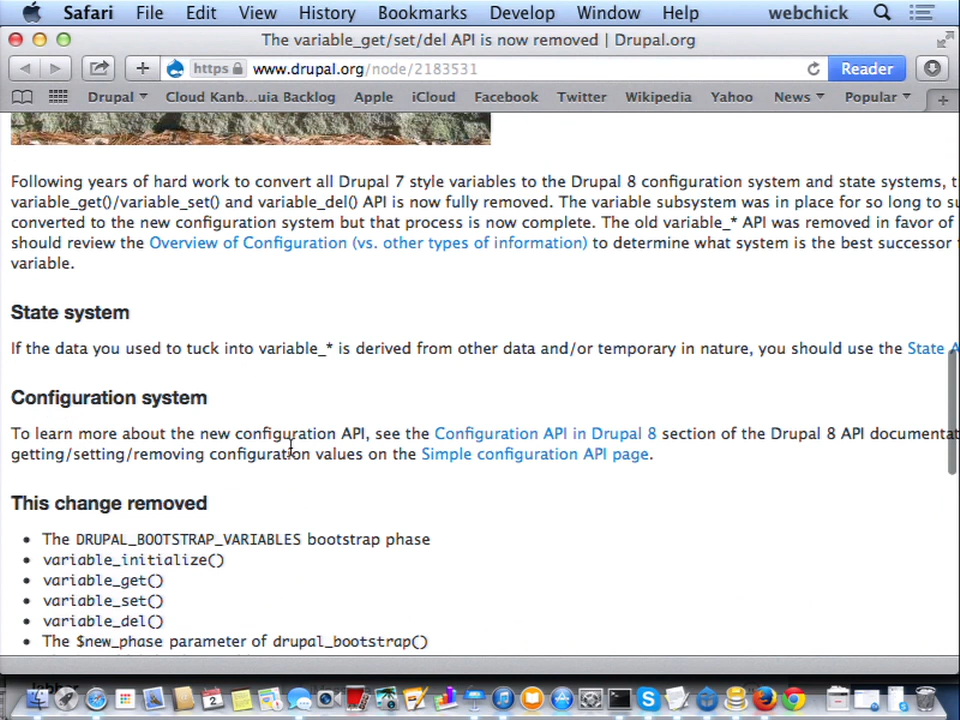 Safari File Edit View History Bookmarks Develop Window Help webchick
The variable_get/set/del API is now removed | Drupal.org
https www.drupal.org/node/2183531 Reader
Drupal Cloud Kanb...uia Backlog Apple iCloud Facebook Twitter Wikipedia Yahoo News Popular
Following years of hard work to convert all Drupal 7 style variables to the Drupal 8 configuration system and state systems, t
variable_get()/variable_set() and variable_del() API is now fully removed. The variable subsystem was in place for so long to su
converted to the new configuration system but that process is now complete. The old variable_* API was removed in favor of
should review the Overview of Configuration (vs. other types of information) to determine what system is the best successor
variable.
State system
If the data you used to tuck into variable_* is derived from other data and/or temporary in nature, you should use the State A
Configuration system
To learn more about the new configuration API, see the Configuration API in Drupal 8 section of the Drupal 8 API documentat
getting/setting/removing configuration values on the Simple configuration API page.
This change removed
• The DRUPAL_BOOTSTRAP_VARIABLES bootstrap phase
• variable_initialize()
• variable_get()
• variable_set()
• variable_del()
• The $new_phase parameter of drupal_bootstrap()